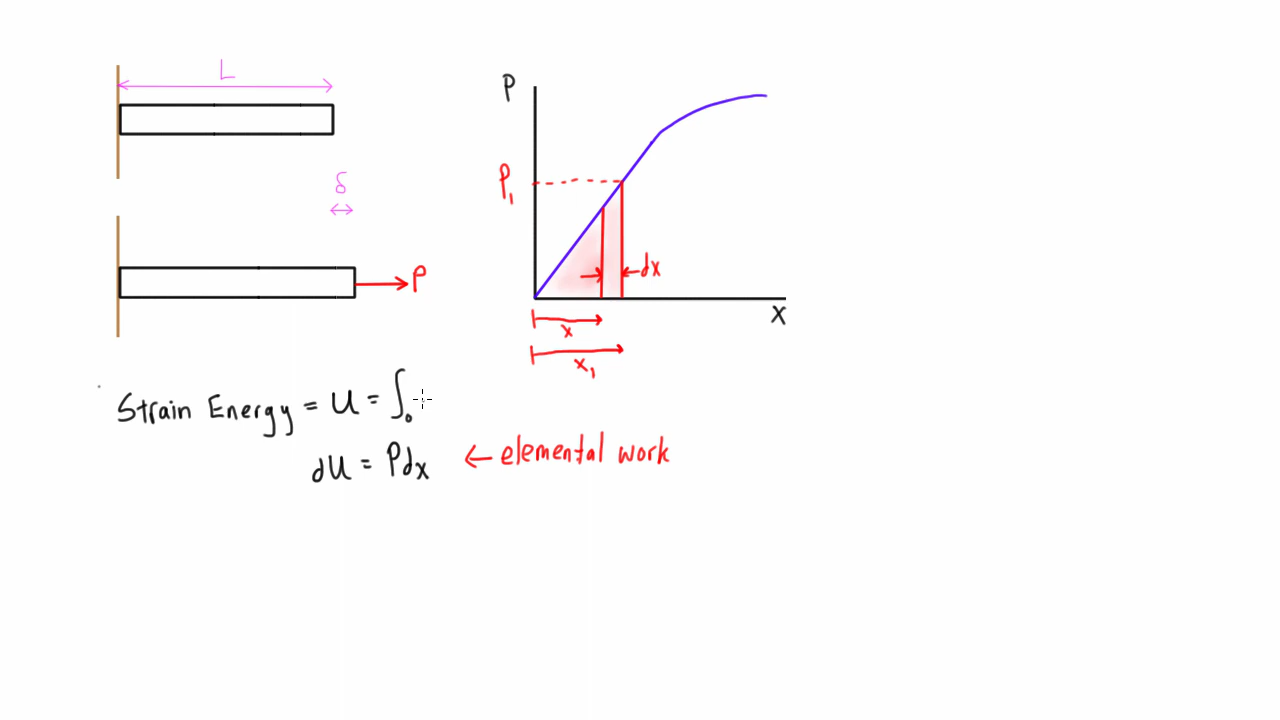 L
δ
P
P
P₁
dx
X
x
x₁
Strain Energy = U = ∫₀
dU = Pdx ← elemental work